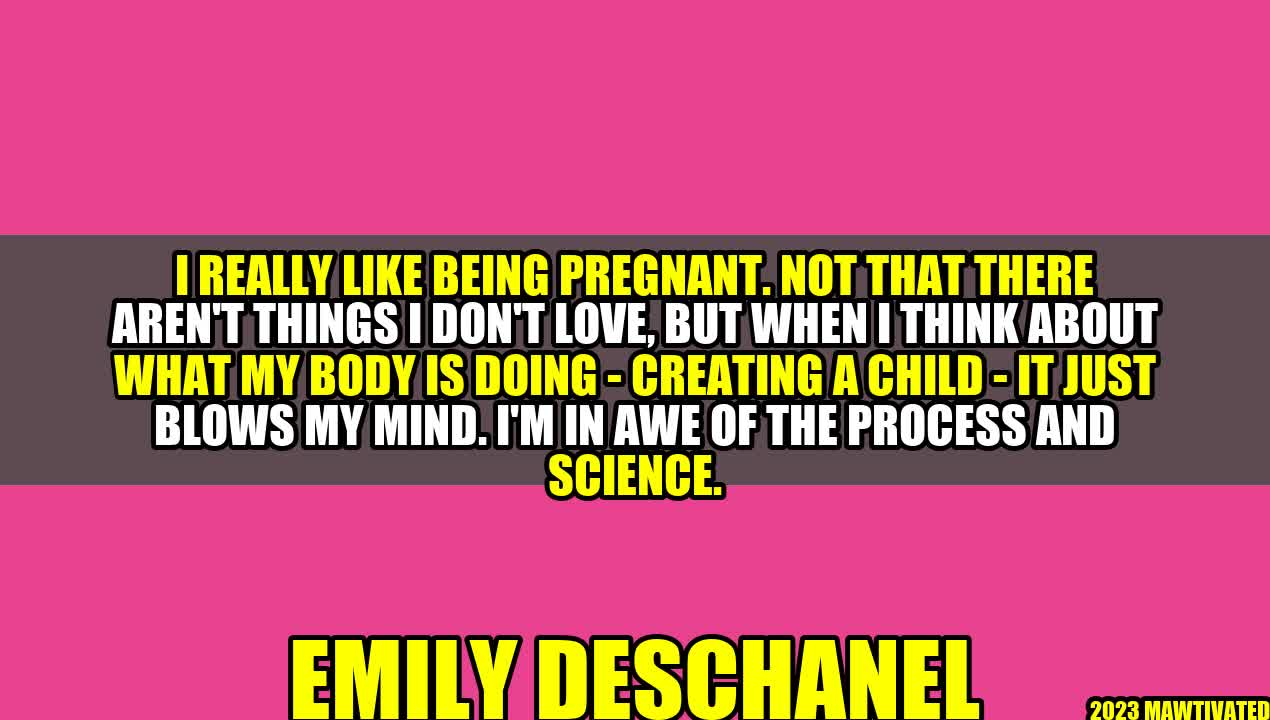 I REALLY LIKE BEING PREGNANT. NOT THAT THERE
AREN'T THINGS I DON'T LOVE, BUT WHEN I THINK ABOUT
WHAT MY BODY IS DOING - CREATING A CHILD - IT JUST
BLOWS MY MIND. I'M IN AWE OF THE PROCESS AND
SCIENCE.
EMILY DESCHANEL
2023 MAWTIVATED